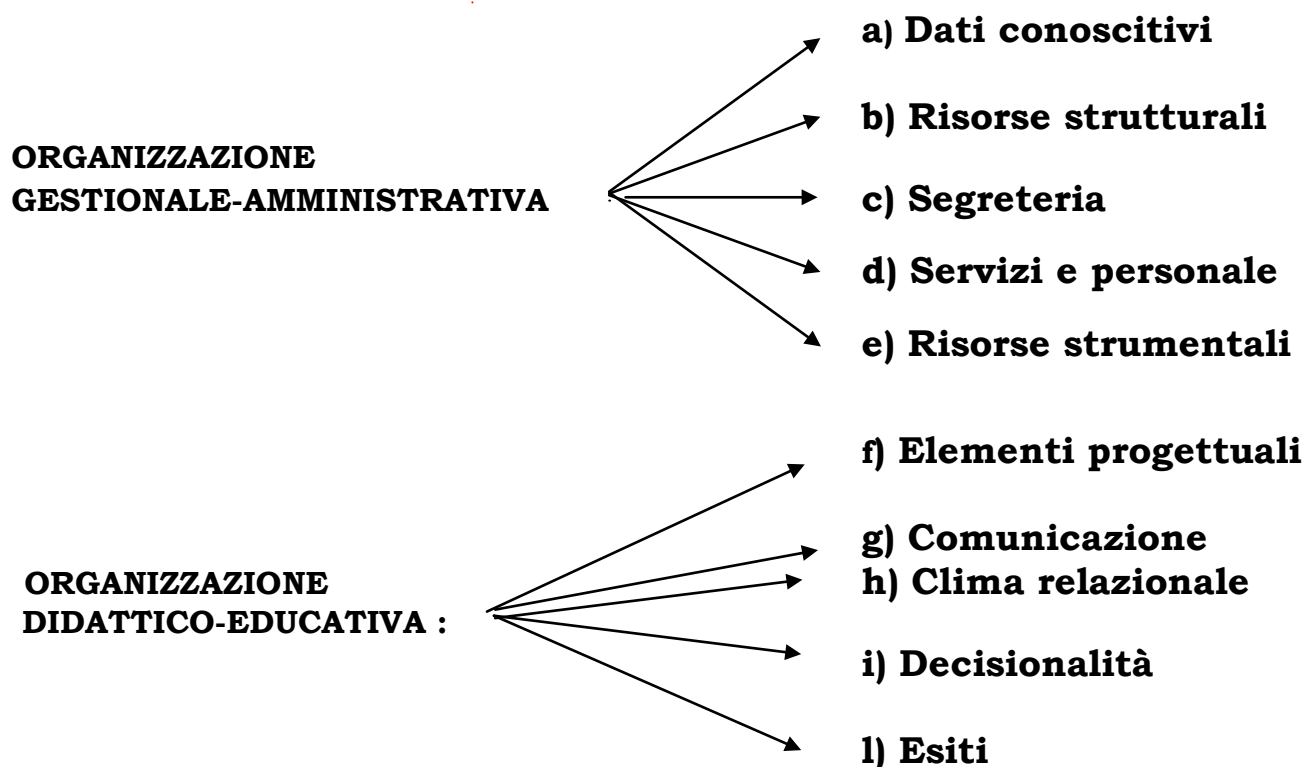 a) Dati conoscitivi
b) Risorse strutturali
ORGANIZZAZIONE
GESTIONALE-AMMINISTRATIVA
c) Segreteria
d) Servizi e personale
e) Risorse strumentali
f) Elementi progettuali
g) Comunicazione
ORGANIZZAZIONE
h) Clima relazionale
DIDATTICO-EDUCATIVA :
i) Decisionalità
l) Esiti